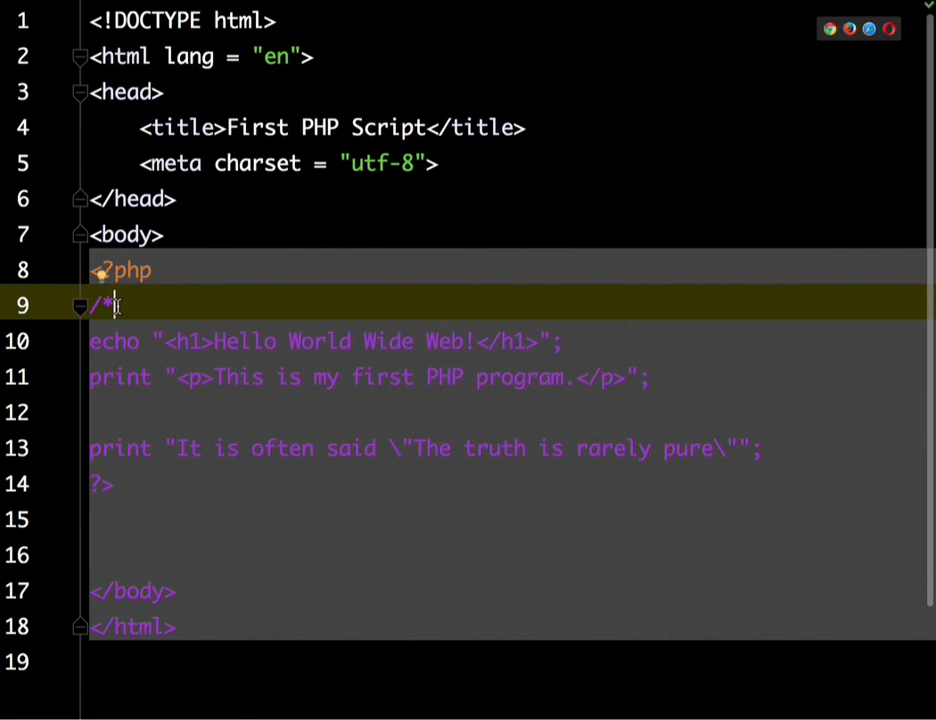 1 <!DOCTYPE html>
2 <html lang = "en">
3 <head>
4 <title>First PHP Script</title>
5 <meta charset = "utf-8">
6 </head>
7 <body>
8 <?php
9 /*
10 echo "<h1>Hello World Wide Web!</h1>";
11 print "<p>This is my first PHP program.</p>";
12
13 print "It is often said \"The truth is rarely pure\"";
14 ?>
15
16
17 </body>
18 </html>
19